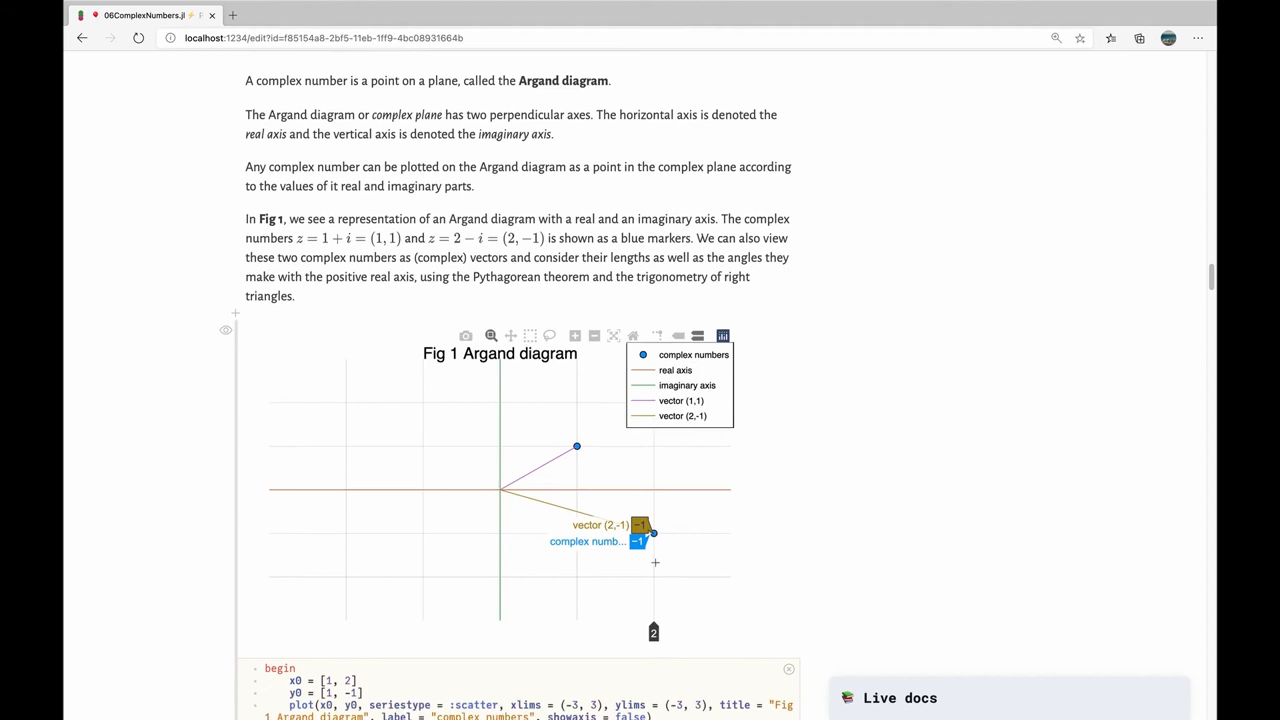 06ComplexNumbers.jl
localhost:1234/edit?id=f85154a8-2bf5-11eb-1ff9-4bc08931664b
A complex number is a point on a plane, called the Argand diagram.
The Argand diagram or complex plane has two perpendicular axes. The horizontal axis is denoted the
real axis and the vertical axis is denoted the imaginary axis.
Any complex number can be plotted on the Argand diagram as a point in the complex plane according
to the values of it real and imaginary parts.
In Fig 1, we see a representation of an Argand diagram with a real and an imaginary axis. The complex
numbers z = 1 + i = (1, 1) and z = 2 − i = (2, −1) is shown as a blue markers. We can also view
these two complex numbers as (complex) vectors and consider their lengths as well as the angles they
make with the positive real axis, using the Pythagorean theorem and the trigonometry of right
triangles.
Fig 1 Argand diagram
complex numbers
real axis
imaginary axis
vector (1,1)
vector (2,-1)
vector (2,-1) −1
complex numb... −1
2
begin
x0 = [1, 2]
y0 = [1, -1]
plot(x0, y0, seriestype = :scatter, xlims = (-3, 3), ylims = (-3, 3), title = "Fig
1 Argand diagram", label = "complex numbers", showaxis = false)
Live docs